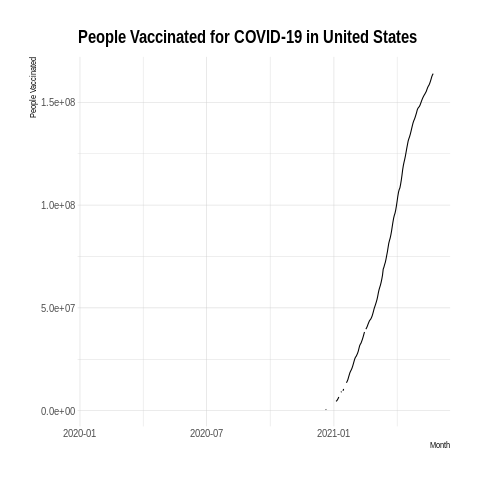 People Vaccinated for COVID-19 in United States
People Vaccinated
1.5e+08
1.0e+08
5.0e+07
0.0e+00
2020-01 2020-07 2021-01
Month